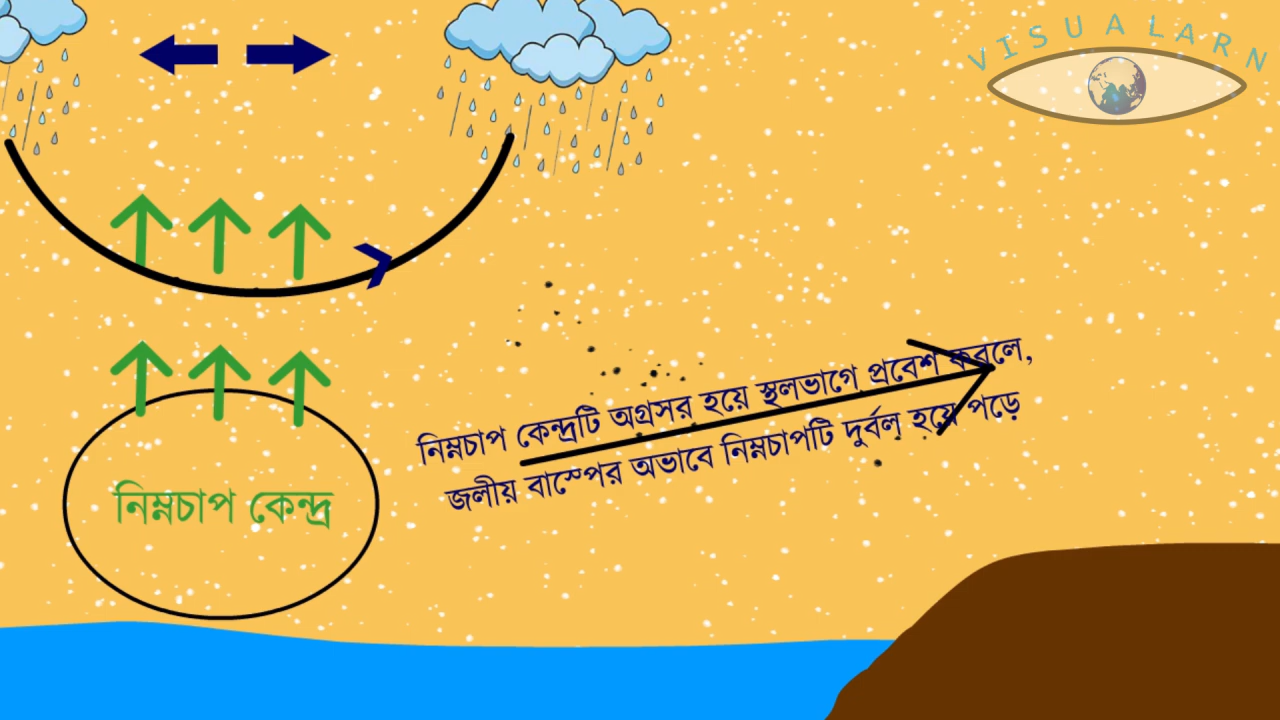 VISUALARN
নিম্নচাপ কেন্দ্রটি অগ্রসর হয়ে স্থলভাগে প্রবেশ করলে,
জলীয় বাস্পের অভাবে নিম্নচাপটি দুর্বল হয়ে পড়ে
নিম্নচাপ কেন্দ্র